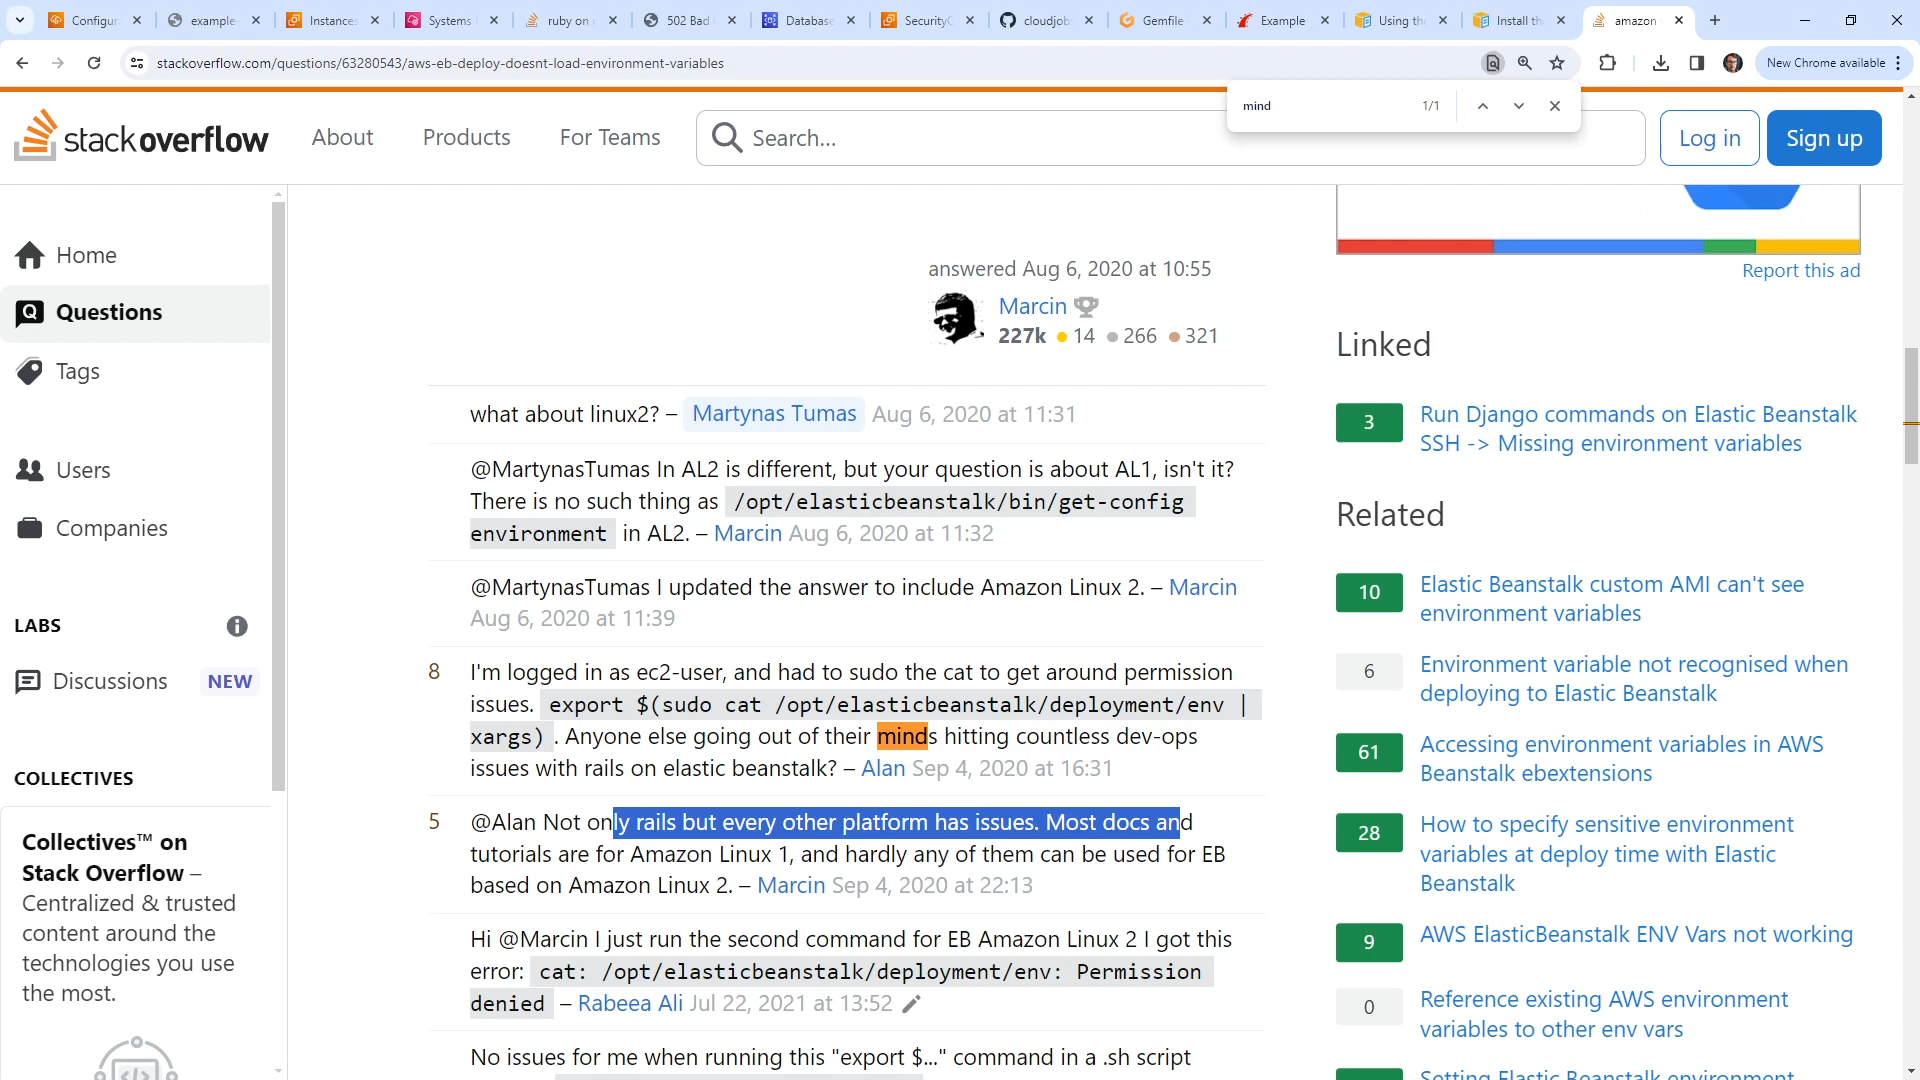 Configur
example-
Instances
Systems
ruby on
502 Bad
Database
SecurityG
cloudjob
Gemfile
Example
Using the
Install th
amazon
stackoverflow.com/questions/63280543/aws-eb-deploy-doesnt-load-environment-variables
New Chrome available
mind 1/1
stackoverflow
About
Products
For Teams
Search...
Log in
Sign up
Home
Questions
Tags
Users
Companies
LABS
Discussions NEW
COLLECTIVES
Collectives™ on
Stack Overflow –
Centralized & trusted
content around the
technologies you use
the most.
answered Aug 6, 2020 at 10:55
Marcin
227k 14 266 321
what about linux2? – Martynas Tumas Aug 6, 2020 at 11:31
@MartynasTumas In AL2 is different, but your question is about AL1, isn't it?
There is no such thing as /opt/elasticbeanstalk/bin/get-config
environment in AL2. – Marcin Aug 6, 2020 at 11:32
@MartynasTumas I updated the answer to include Amazon Linux 2. – Marcin
Aug 6, 2020 at 11:39
8 I'm logged in as ec2-user, and had to sudo the cat to get around permission
issues. export $(sudo cat /opt/elasticbeanstalk/deployment/env |
xargs) . Anyone else going out of their minds hitting countless dev-ops
issues with rails on elastic beanstalk? – Alan Sep 4, 2020 at 16:31
5 @Alan Not only rails but every other platform has issues. Most docs and
tutorials are for Amazon Linux 1, and hardly any of them can be used for EB
based on Amazon Linux 2. – Marcin Sep 4, 2020 at 22:13
Hi @Marcin I just run the second command for EB Amazon Linux 2 I got this
error: cat: /opt/elasticbeanstalk/deployment/env: Permission
denied – Rabeea Ali Jul 22, 2021 at 13:52
No issues for me when running this "export $..." command in a .sh script
Report this ad
Linked
3 Run Django commands on Elastic Beanstalk
SSH -> Missing environment variables
Related
10 Elastic Beanstalk custom AMI can't see
environment variables
6 Environment variable not recognised when
deploying to Elastic Beanstalk
61 Accessing environment variables in AWS
Beanstalk ebextensions
28 How to specify sensitive environment
variables at deploy time with Elastic
Beanstalk
9 AWS ElasticBeanstalk ENV Vars not working
0 Reference existing AWS environment
variables to other env vars
Setting Elastic Beanstalk environment